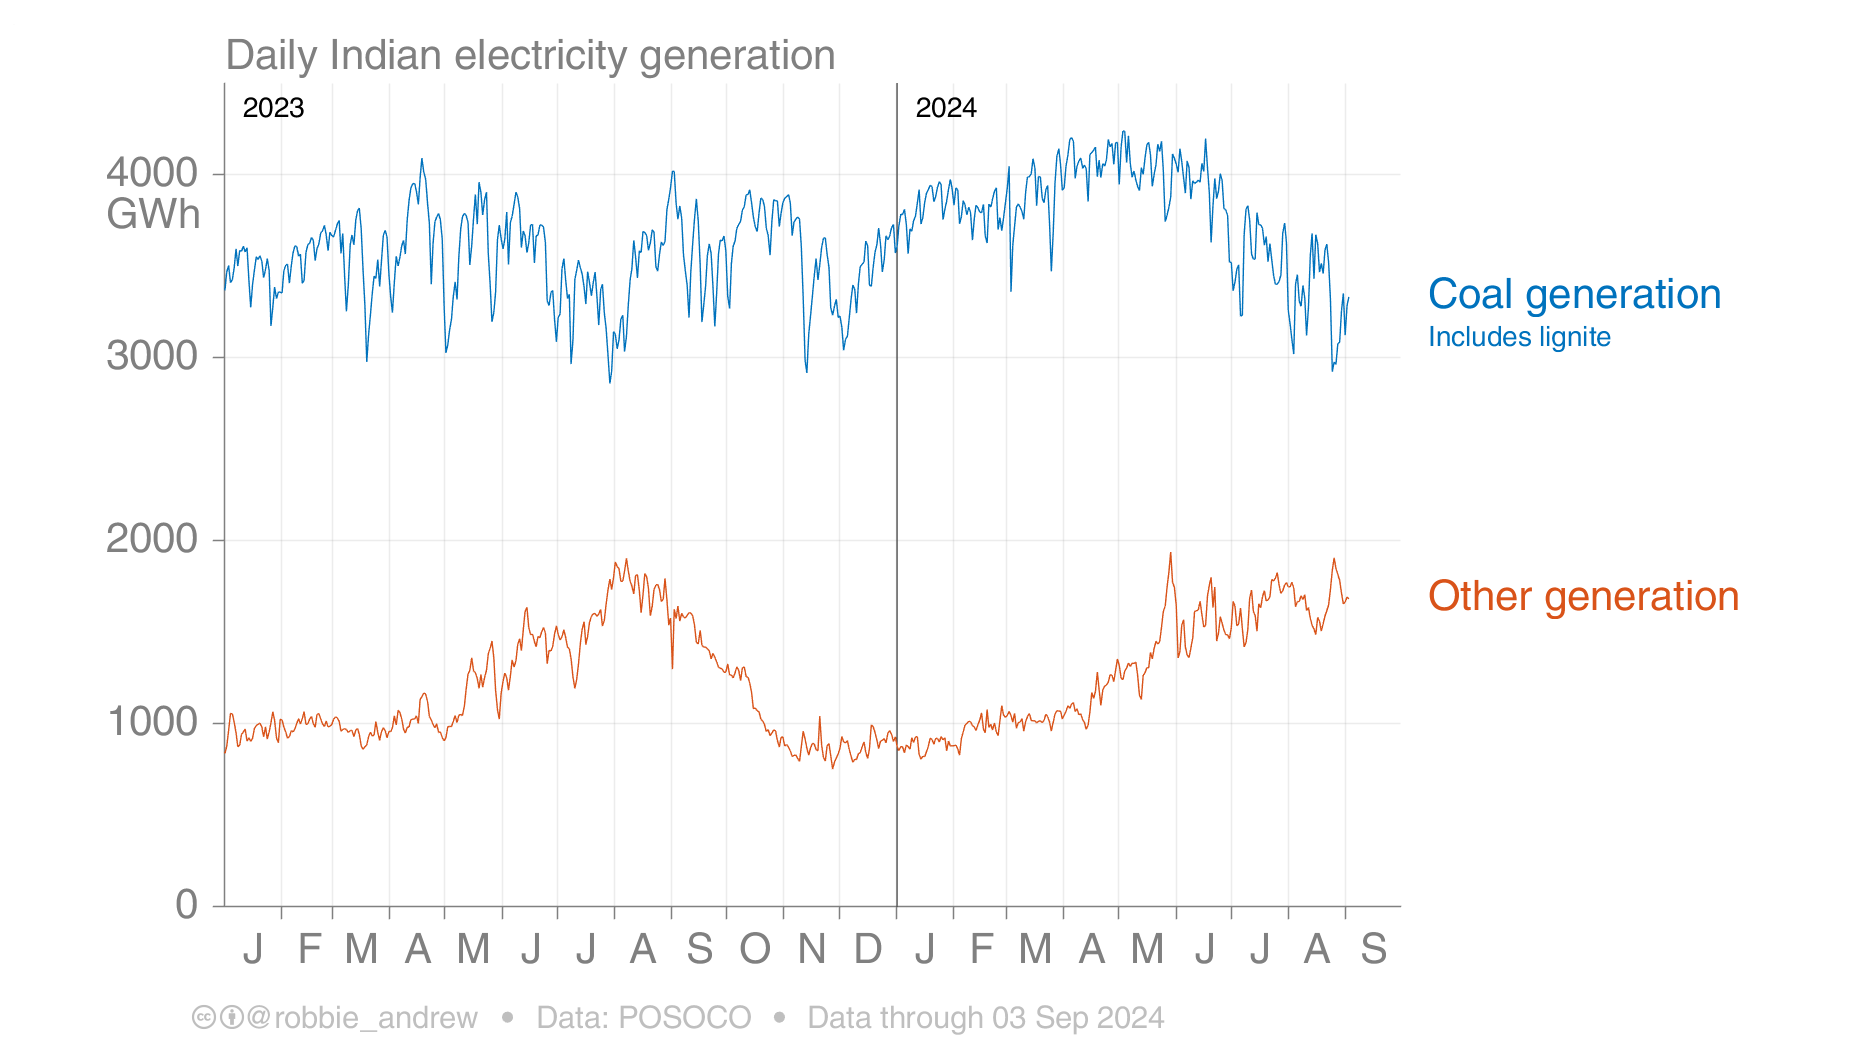 Daily Indian electricity generation
2023
2024
4000
GWh
3000
2000
1000
0
Coal generation
Includes lignite
Other generation
J F M A M J J A S O N D J F M A M J J A S
@robbie_andrew • Data: POSOCO • Data through 03 Sep 2024